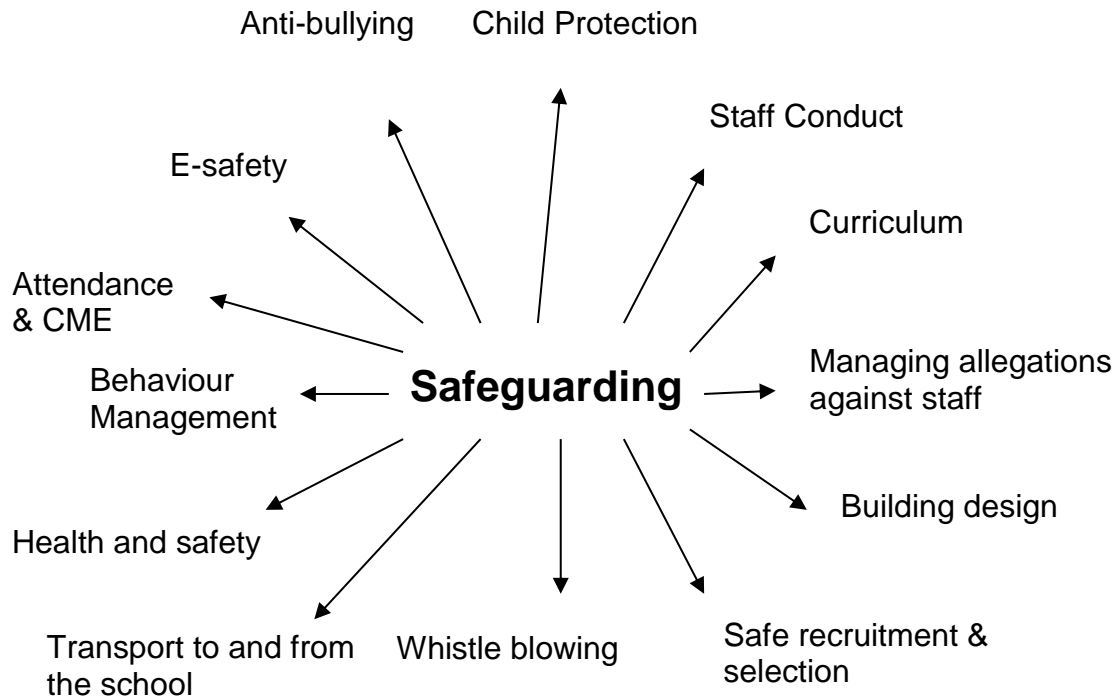 Anti-bullying
Child Protection
Staff Conduct
E-safety
Curriculum
Attendance
& CME
Managing allegations
against staff
Behaviour
Management
Safeguarding
Building design
Health and safety
Transport to and from
the school
Whistle blowing
Safe recruitment &
selection